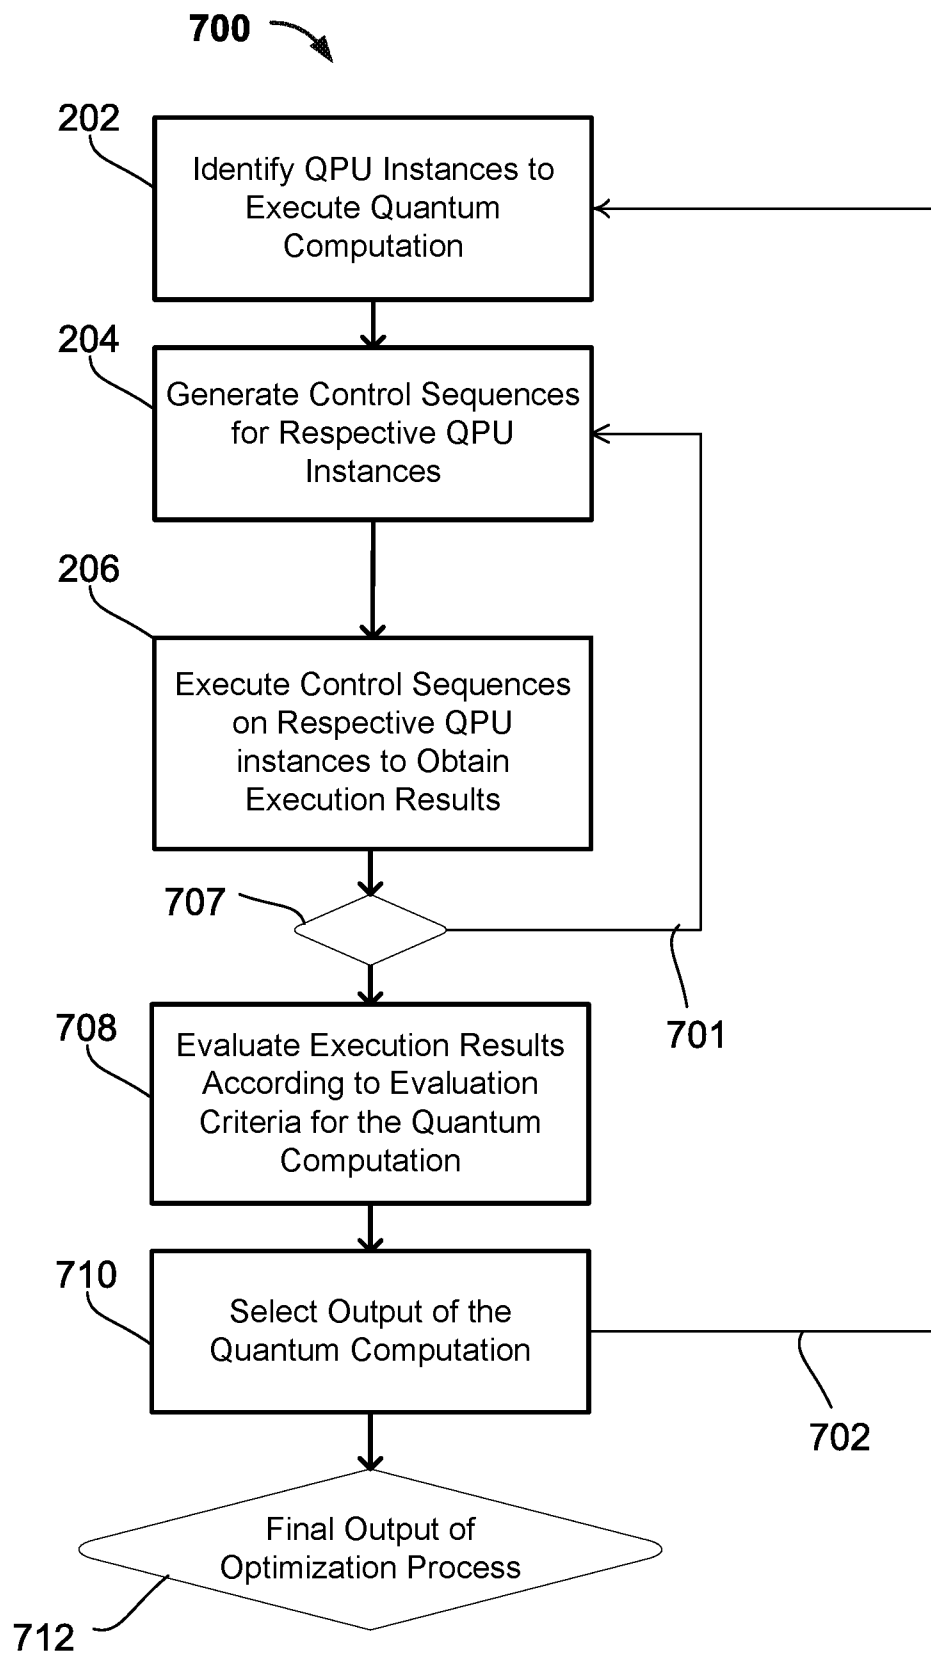 700
202
Identify QPU Instances to
Execute Quantum
Computation
204
Generate Control Sequences
for Respective QPU
Instances
206
Execute Control Sequences
on Respective QPU
instances to Obtain
Execution Results
707
701
708
Evaluate Execution Results
According to Evaluation
Criteria for the Quantum
Computation
710
Select Output of the
Quantum Computation
702
Final Output of
Optimization Process
712